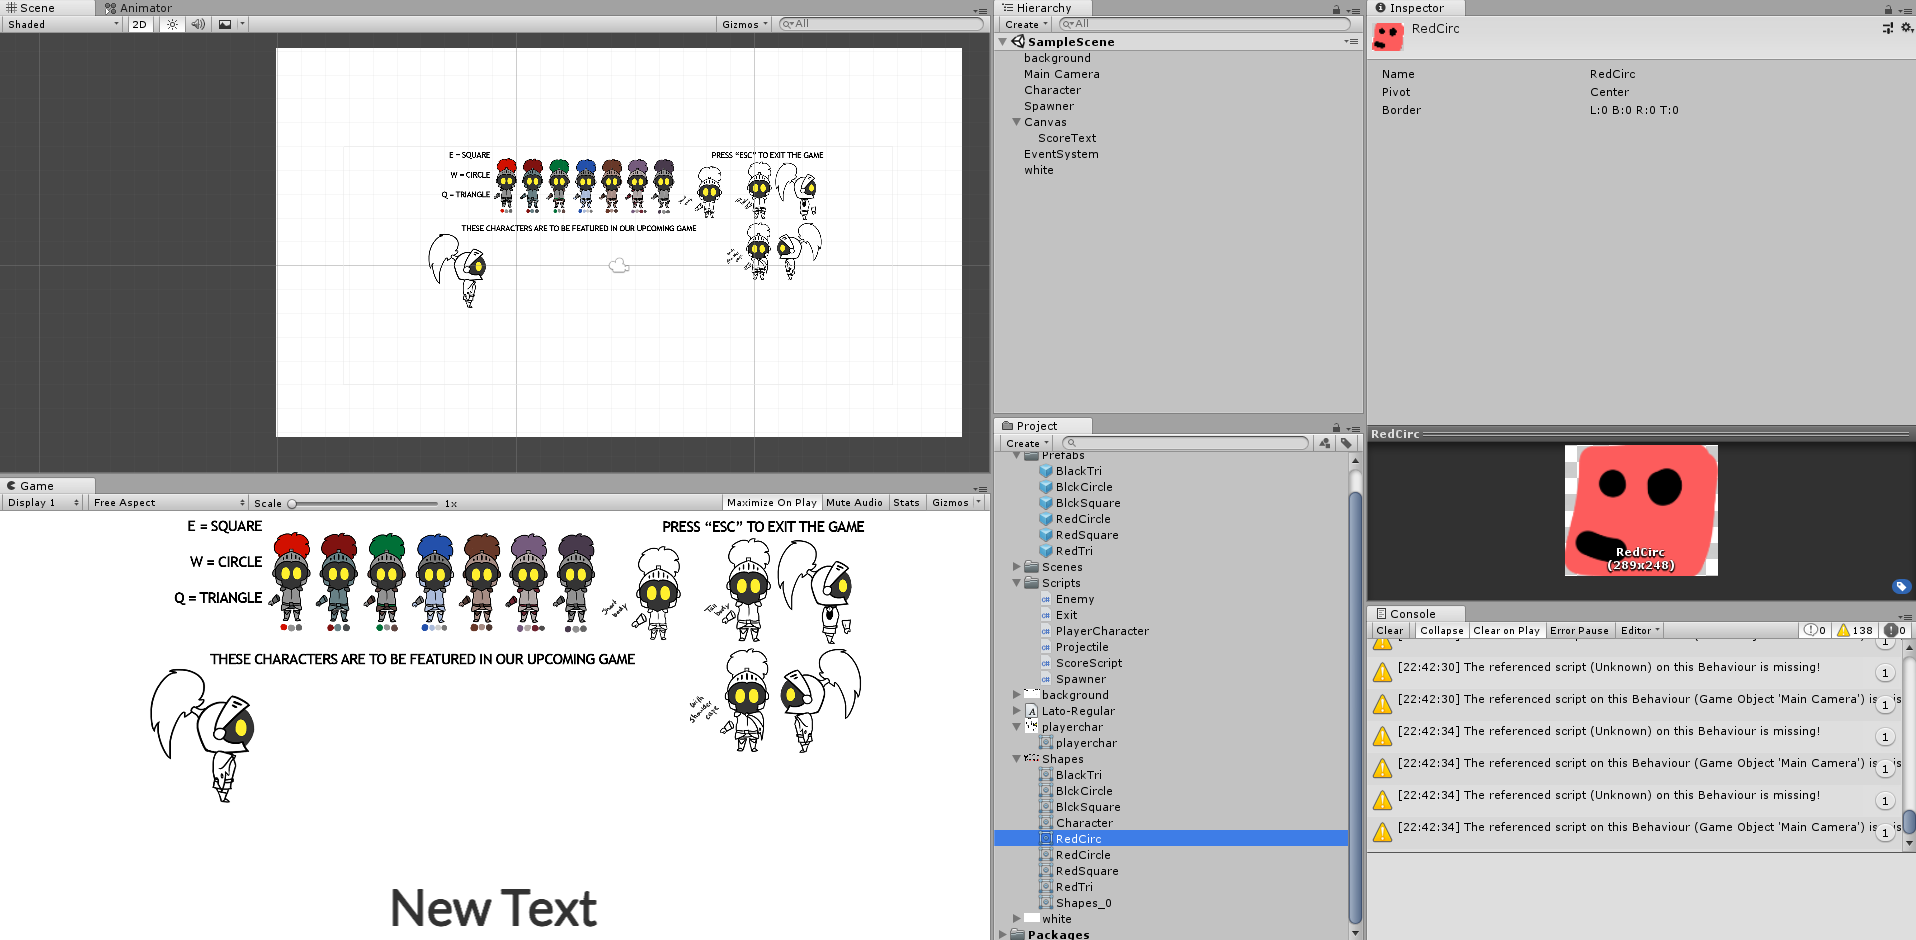 Scene
Animator
Shaded
2D
Gizmos
All
E = SQUARE
W = CIRCLE
Q = TRIANGLE
PRESS “ESC” TO EXIT THE GAME
THESE CHARACTERS ARE TO BE FEATURED IN OUR UPCOMING GAME
Game
Display 1
Free Aspect
Scale
1x
Maximize On Play
Mute Audio
Stats
Gizmos
E = SQUARE
W = CIRCLE
Q = TRIANGLE
PRESS “ESC” TO EXIT THE GAME
THESE CHARACTERS ARE TO BE FEATURED IN OUR UPCOMING GAME
with
shoulder
cape
New Text
Hierarchy
Create
All
SampleScene
background
Main Camera
Character
Spawner
Canvas
ScoreText
EventSystem
white
Project
Create
Prefabs
BlackTri
BlckCircle
BlckSquare
RedCircle
RedSquare
RedTri
Scenes
Scripts
Enemy
Exit
PlayerCharacter
Projectile
ScoreScript
Spawner
background
Lato-Regular
playerchar
playerchar
Shapes
BlackTri
BlckCircle
BlckSquare
Character
RedCirc
RedCircle
RedSquare
RedTri
Shapes_0
white
Packages
Inspector
RedCirc
Name RedCirc
Pivot Center
Border L:0 B:0 R:0 T:0
RedCirc
RedCirc
(289x248)
Console
Clear
Collapse
Clear on Play
Error Pause
Editor
0
138
0
1
[22:42:30] The referenced script (Unknown) on this Behaviour is missing!
1
[22:42:30] The referenced script on this Behaviour (Game Object 'Main Camera') is
1
[22:42:34] The referenced script (Unknown) on this Behaviour is missing!
1
[22:42:34] The referenced script on this Behaviour (Game Object 'Main Camera') is
1
[22:42:34] The referenced script (Unknown) on this Behaviour is missing!
1
[22:42:34] The referenced script on this Behaviour (Game Object 'Main Camera') is
1